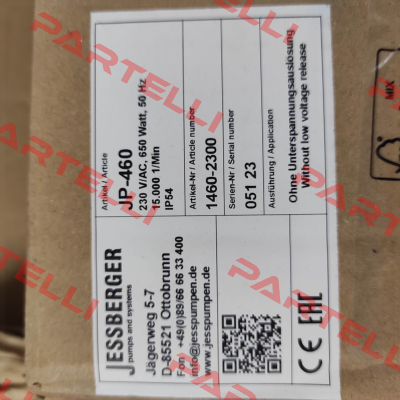 JESSBERGER
pumps and systems
Jägerweg 5-7
D-85521 Ottobrunn
Fon +49(0)89/66 66 33 400
info@jesspumpen.de
www.jesspumpen.de
Artikel / Article
JP-460
230 V/AC, 650 Watt, 50 Hz
15.000 1/Min
IP54
Artikel-Nr / Article number
1460-2300
Serien-Nr / Serial number
051 23
Ausführung / Application
Ohne Unterspannungsauslösung
Without low voltage release
CE EAC
MIX
PARTELLI
PARTELLI
PARTELLI
PARTELLI